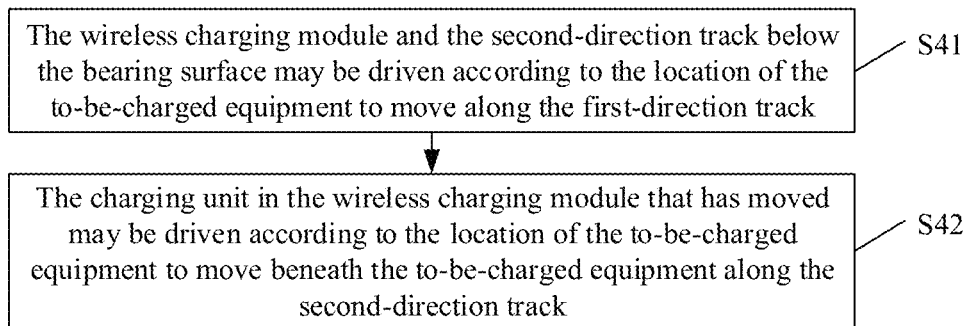 The wireless charging module and the second-direction track below
the bearing surface may be driven according to the location of the
to-be-charged equipment to move along the first-direction track
S41
The charging unit in the wireless charging module that has moved
may be driven according to the location of the to-be-charged
equipment to move beneath the to-be-charged equipment along the
second-direction track
S42